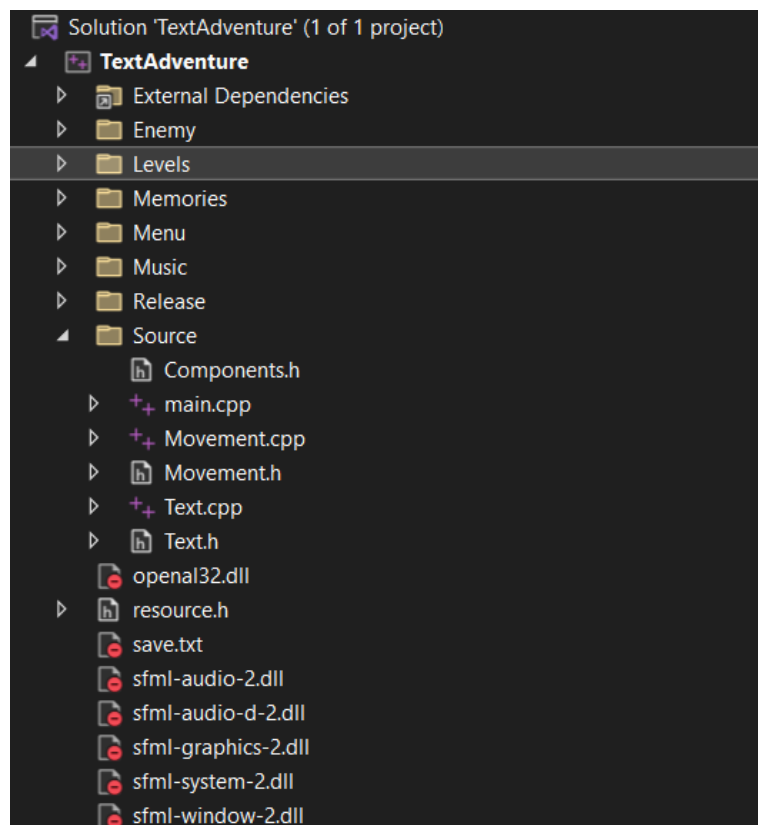 Solution 'TextAdventure' (1 of 1 project)
TextAdventure
External Dependencies
Enemy
Levels
Memories
Menu
Music
Release
Source
Components.h
main.cpp
Movement.cpp
Movement.h
Text.cpp
Text.h
openal32.dll
resource.h
save.txt
sfml-audio-2.dll
sfml-audio-d-2.dll
sfml-graphics-2.dll
sfml-system-2.dll
sfml-window-2.dll